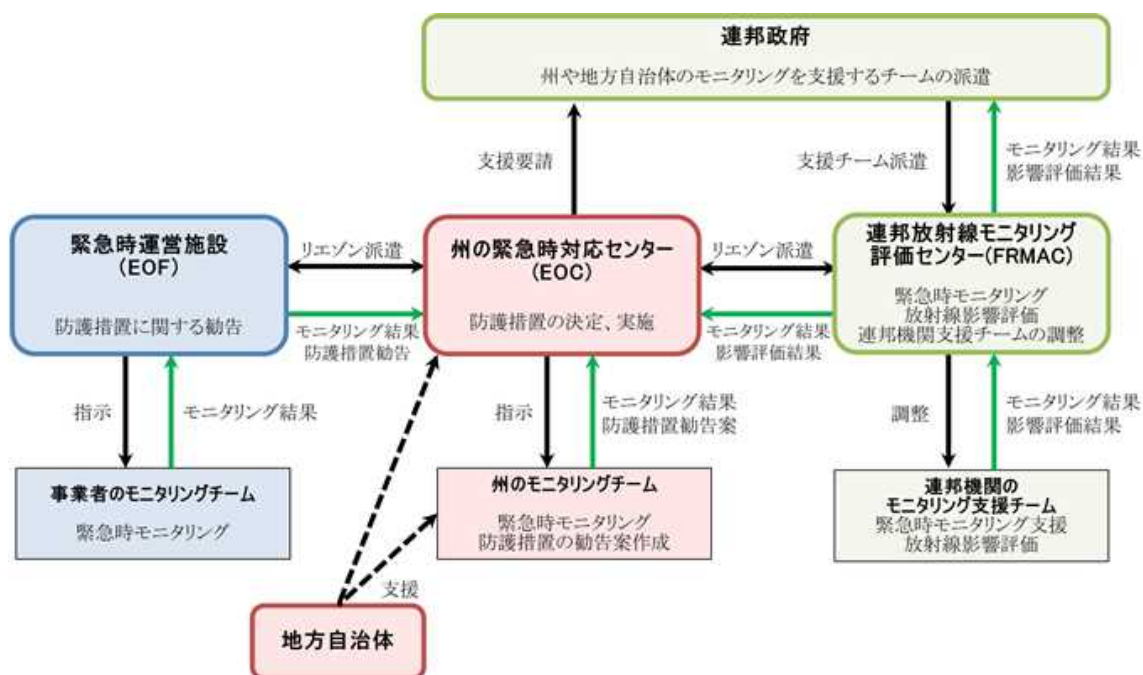 連邦政府
州や地方自治体のモニタリングを支援するチームの派遣
支援要請
支援チーム派遣
モニタリング結果
影響評価結果
緊急時運営施設
(EOF)
防護措置に関する勧告
リエゾン派遣
モニタリング結果
防護措置勧告
州の緊急時対応センター
(EOC)
防護措置の決定、実施
リエゾン派遣
モニタリング結果
影響評価結果
連邦放射線モニタリング
評価センター(FRMAC)
緊急時モニタリング
放射線影響評価
連邦機関支援チームの調整
指示
モニタリング結果
指示
モニタリング結果
防護措置勧告案
調整
モニタリング結果
影響評価結果
事業者のモニタリングチーム
緊急時モニタリング
州のモニタリングチーム
緊急時モニタリング
防護措置の勧告案作成
連邦機関の
モニタリング支援チーム
緊急時モニタリング支援
放射線影響評価
支援
地方自治体